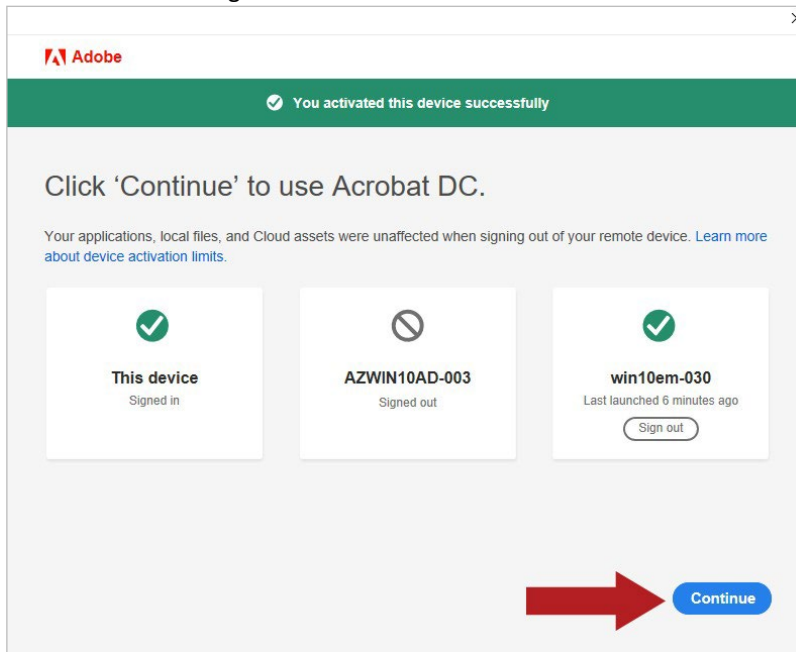 Adobe
You activated this device successfully
Click ‘Continue’ to use Acrobat DC.
Your applications, local files, and Cloud assets were unaffected when signing out of your remote device. Learn more
about device activation limits.
This device
Signed in
AZWIN10AD-003
Signed out
win10em-030
Last launched 6 minutes ago
Sign out
Continue